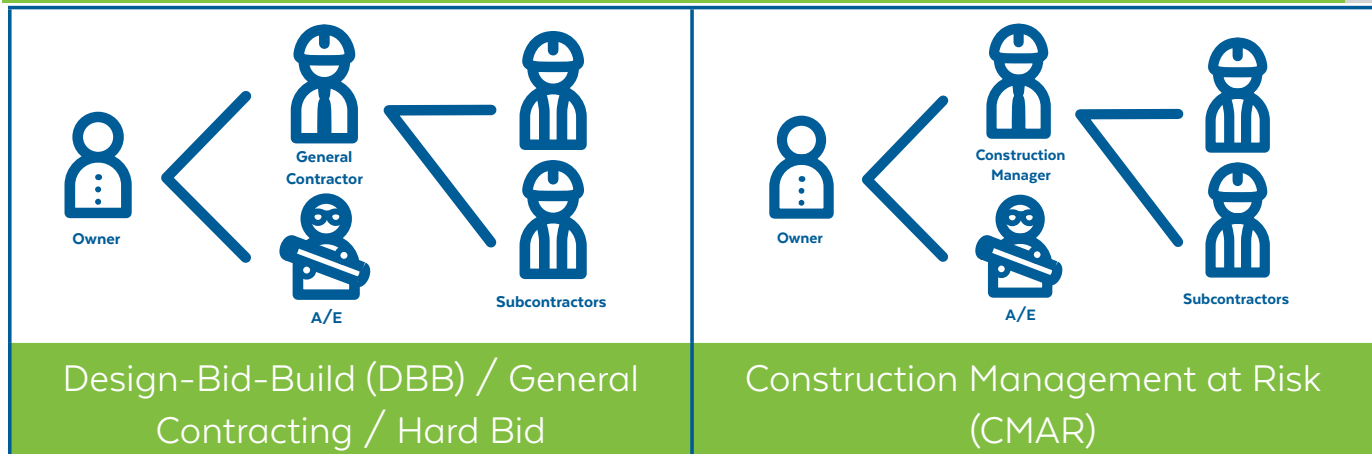 General
Contractor
Owner
A/E
Subcontractors
Design-Bid-Build (DBB) / General
Contracting / Hard Bid
Construction
Manager
Owner
A/E
Subcontractors
Construction Management at Risk
(CMAR)